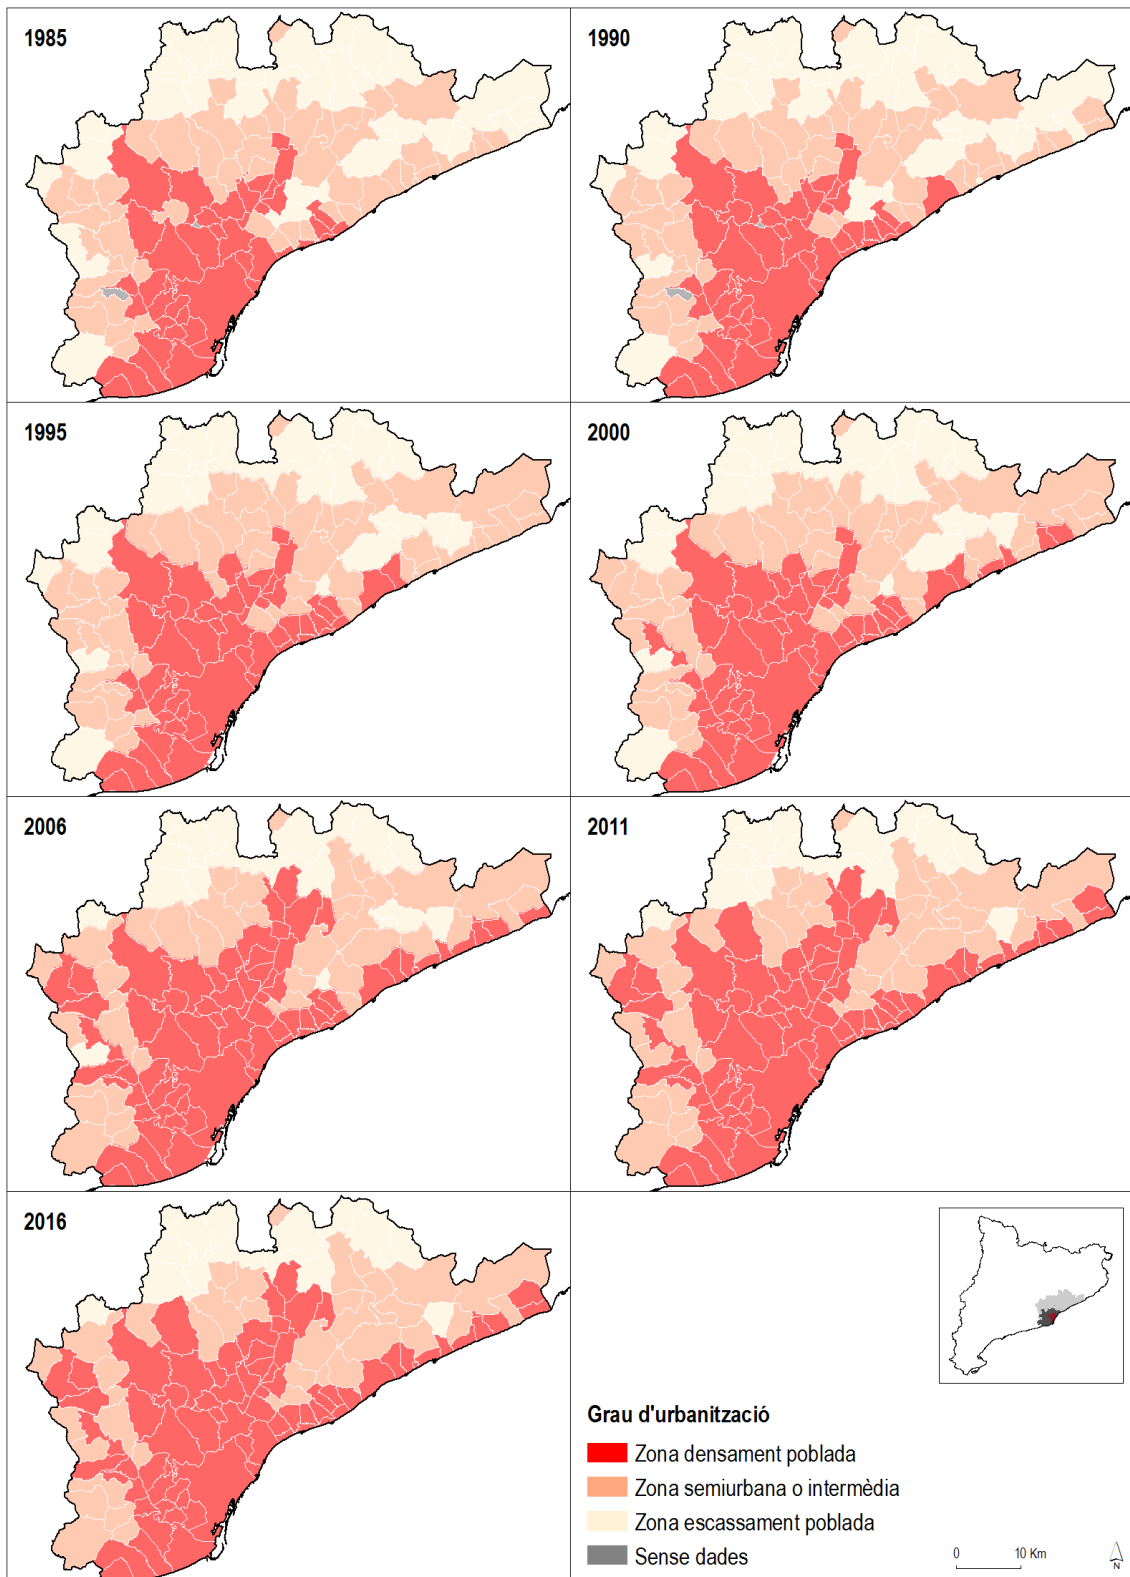 1985
1990
1995
2000
2006
2011
2016
Grau d'urbanització
Zona densament poblada
Zona semiurbana o intermèdia
Zona escassament poblada
Sense dades
0 10 Km
N